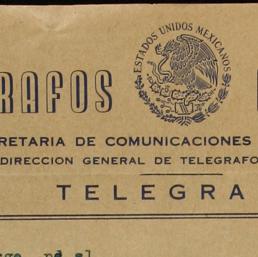 ESTADOS UNIDOS MEXICANOS
RAFOS
RETARIA DE COMUNICACIONES
DIRECCION GENERAL DE TELEGRAFO
TELEGRA